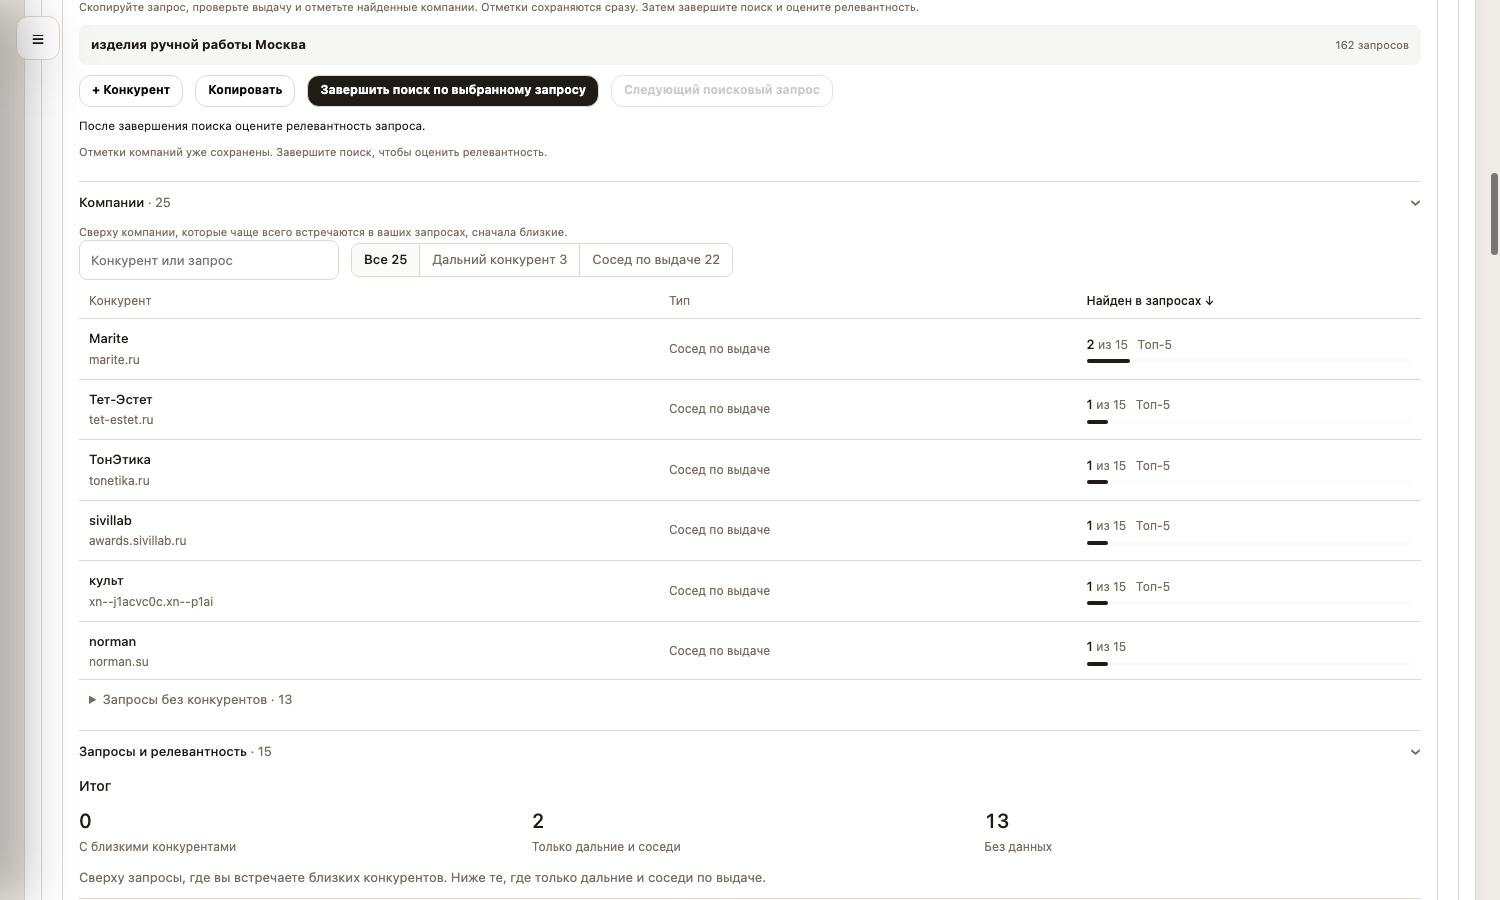 Скопируйте запрос, проверьте выдачу и отметьте найденные компании. Отметки сохраняются сразу. Затем завершите поиск и оцените релевантность.
изделия ручной работы Москва 162 запросов
+ Конкурент Копировать Завершить поиск по выбранному запросу Следующий поисковый запрос
После завершения поиска оцените релевантность запроса.
Отметки компаний уже сохранены. Завершите поиск, чтобы оценить релевантность.
Компании · 25
Сверху компании, которые чаще всего встречаются в ваших запросах, сначала близкие.
Конкурент или запрос Все 25 Дальний конкурент 3 Сосед по выдаче 22
Конкурент Тип Найден в запросах ↓
Marite
marite.ru
Сосед по выдаче
2 из 15 Топ-5
Тет-Эстет
tet-estet.ru
Сосед по выдаче
1 из 15 Топ-5
ТонЭтика
tonetika.ru
Сосед по выдаче
1 из 15 Топ-5
sivillab
awards.sivillab.ru
Сосед по выдаче
1 из 15 Топ-5
культ
xn--j1acvc0c.xn--p1ai
Сосед по выдаче
1 из 15 Топ-5
norman
norman.su
Сосед по выдаче
1 из 15
Запросы без конкурентов · 13
Запросы и релевантность · 15
Итог
0 2 13
С близкими конкурентами Только дальние и соседи Без данных
Сверху запросы, где вы встречаете близких конкурентов. Ниже те, где только дальние и соседи по выдаче.